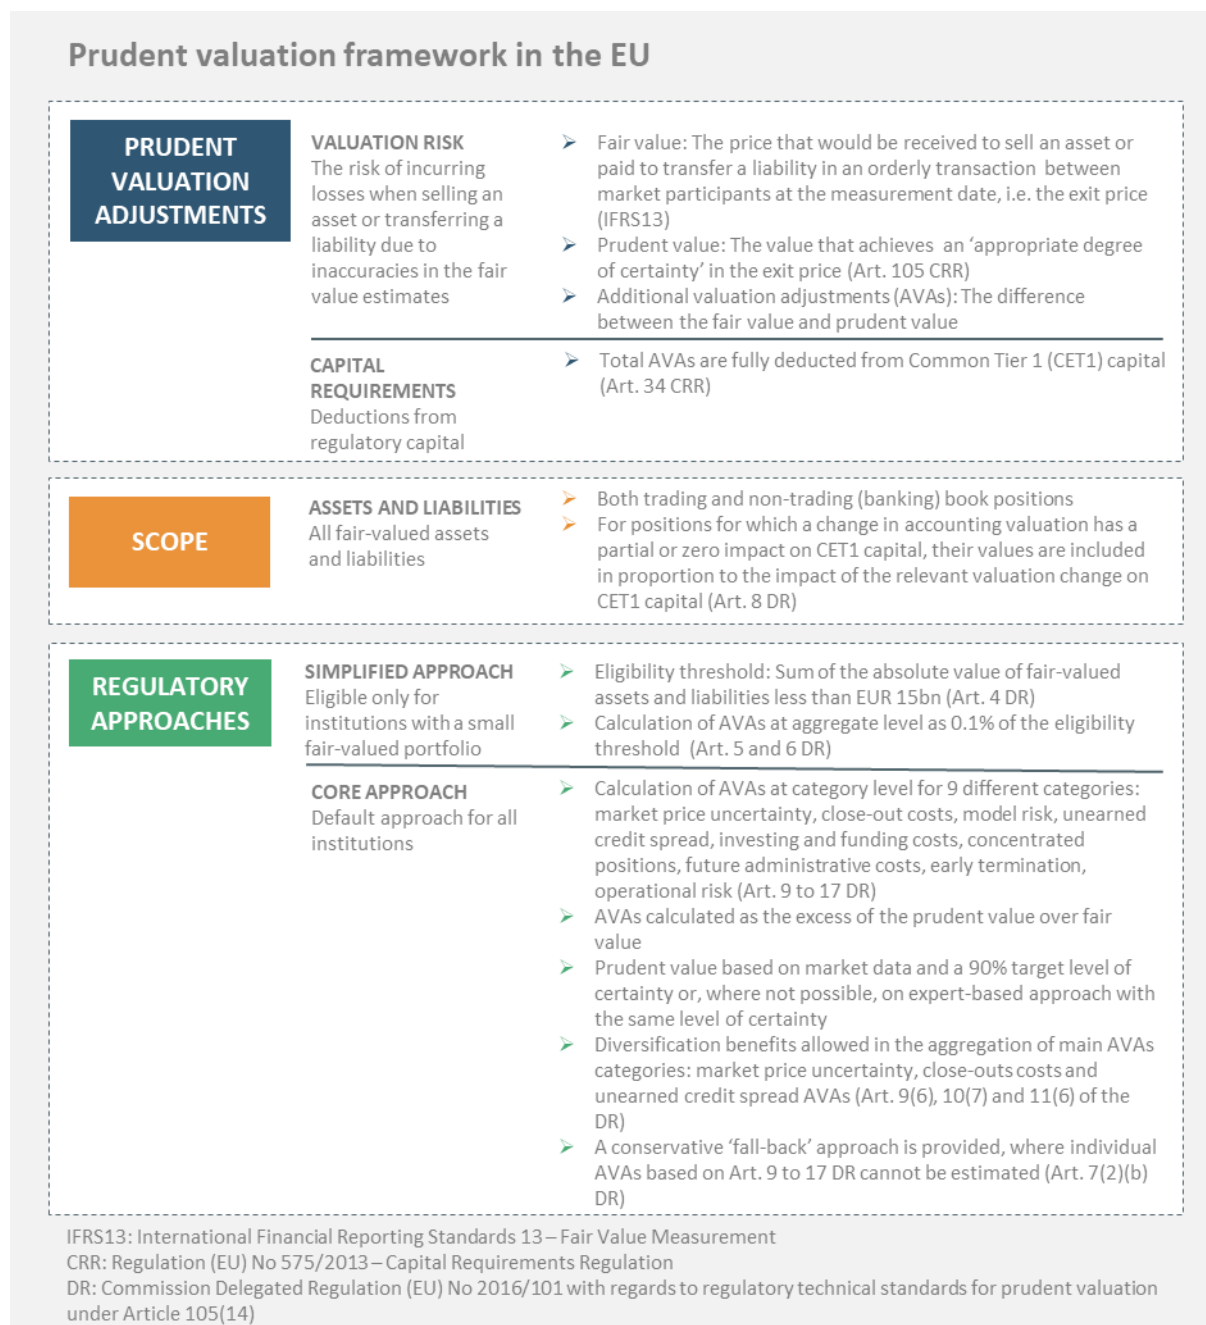 Prudent valuation framework in the EU
PRUDENT
VALUATION
ADJUSTMENTS
VALUATION RISK
The risk of incurring
losses when selling an
asset or transferring a
liability due to
inaccuracies in the fair
value estimates
Fair value: The price that would be received to sell an asset or
paid to transfer a liability in an orderly transaction between
market participants at the measurement date, i.e. the exit price
(IFRS13)
Prudent value: The value that achieves an ‘appropriate degree
of certainty’ in the exit price (Art. 105 CRR)
Additional valuation adjustments (AVAs): The difference
between the fair value and prudent value
CAPITAL
REQUIREMENTS
Deductions from
regulatory capital
Total AVAs are fully deducted from Common Tier 1 (CET1) capital
(Art. 34 CRR)
SCOPE
ASSETS AND LIABILITIES
All fair-valued assets
and liabilities
Both trading and non-trading (banking) book positions
For positions for which a change in accounting valuation has a
partial or zero impact on CET1 capital, their values are included
in proportion to the impact of the relevant valuation change on
CET1 capital (Art. 8 DR)
REGULATORY
APPROACHES
SIMPLIFIED APPROACH
Eligible only for
institutions with a small
fair-valued portfolio
Eligibility threshold: Sum of the absolute value of fair-valued
assets and liabilities less than EUR 15bn (Art. 4 DR)
Calculation of AVAs at aggregate level as 0.1% of the eligibility
threshold (Art. 5 and 6 DR)
CORE APPROACH
Default approach for all
institutions
Calculation of AVAs at category level for 9 different categories:
market price uncertainty, close-out costs, model risk, unearned
credit spread, investing and funding costs, concentrated
positions, future administrative costs, early termination,
operational risk (Art. 9 to 17 DR)
AVAs calculated as the excess of the prudent value over fair
value
Prudent value based on market data and a 90% target level of
certainty or, where not possible, on expert-based approach with
the same level of certainty
Diversification benefits allowed in the aggregation of main AVAs
categories: market price uncertainty, close-outs costs and
unearned credit spread AVAs (Art. 9(6), 10(7) and 11(6) of the
DR)
A conservative ‘fall-back’ approach is provided, where individual
AVAs based on Art. 9 to 17 DR cannot be estimated (Art. 7(2)(b)
DR)
IFRS13: International Financial Reporting Standards 13 – Fair Value Measurement
CRR: Regulation (EU) No 575/2013 – Capital Requirements Regulation
DR: Commission Delegated Regulation (EU) No 2016/101 with regards to regulatory technical standards for prudent valuation
under Article 105(14)